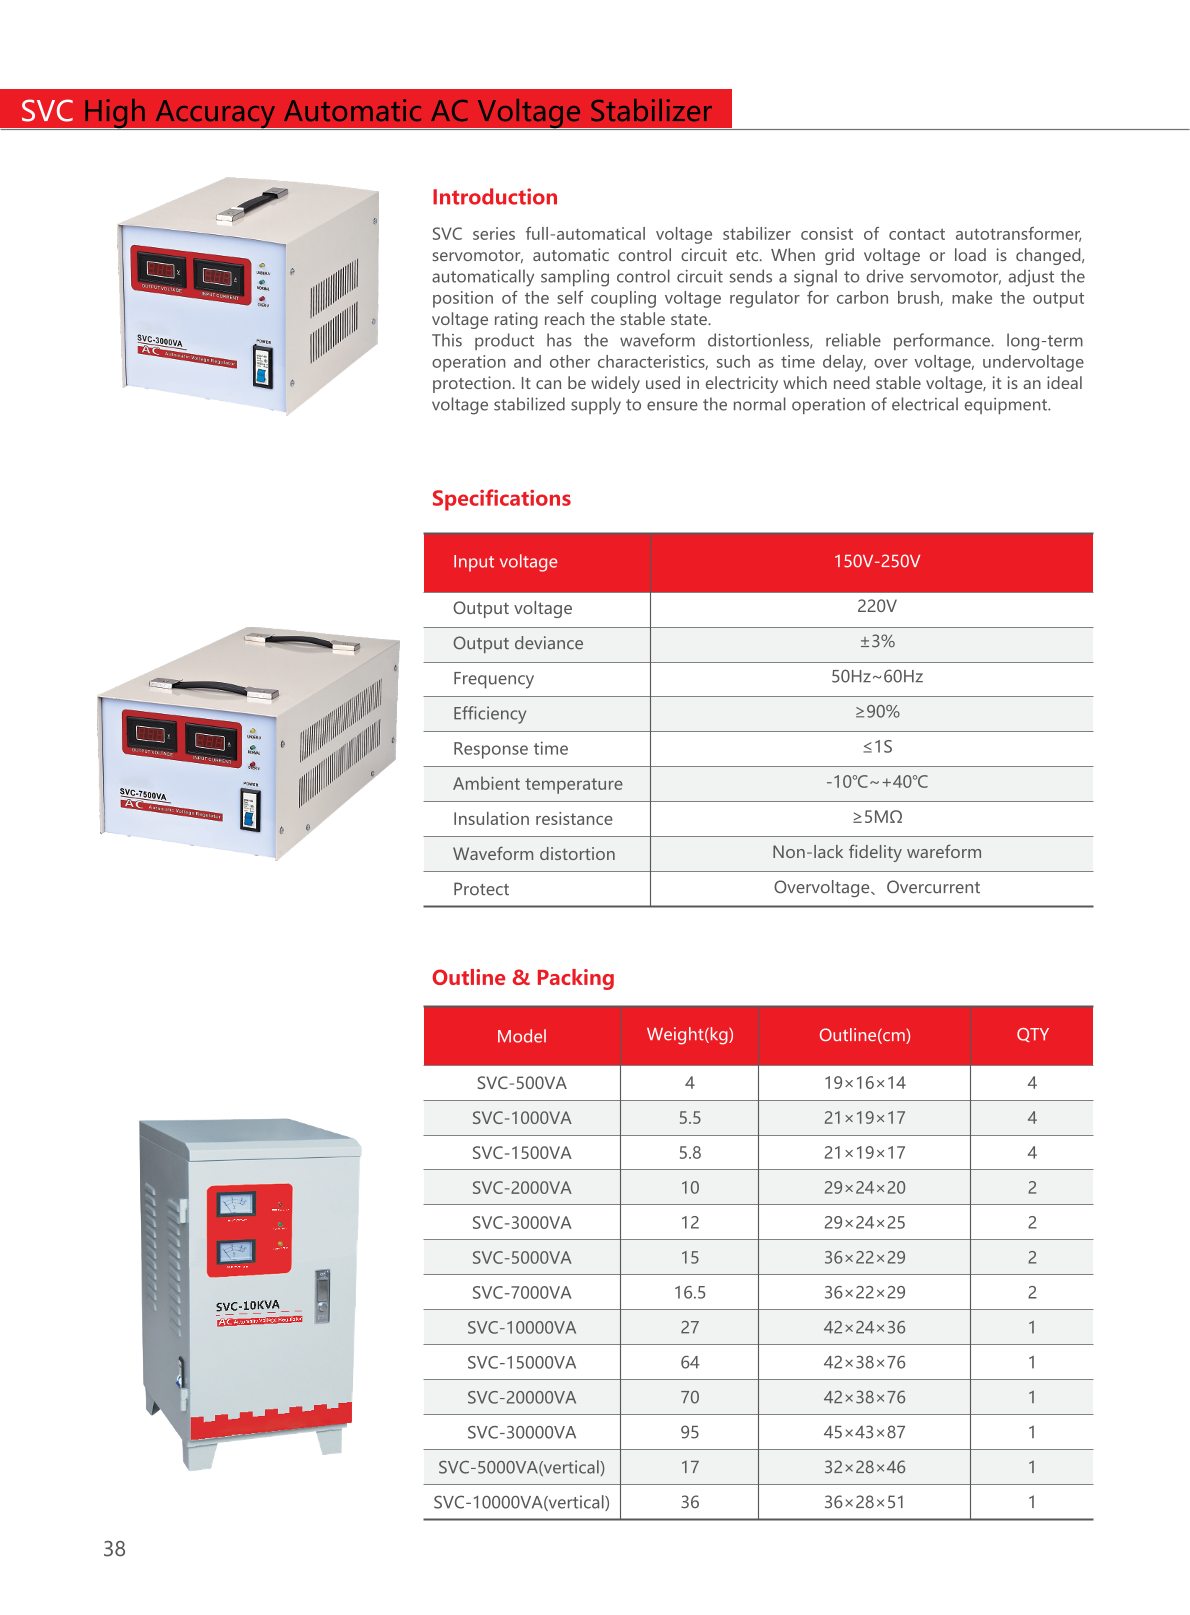 SVC High Accuracy Automatic AC Voltage Stabilizer
Introduction
SVC series full-automatical voltage stabilizer consist of contact autotransformer,
servomotor, automatic control circuit etc. When grid voltage or load is changed,
automatically sampling control circuit sends a signal to drive servomotor, adjust the
position of the self coupling voltage regulator for carbon brush, make the output
voltage rating reach the stable state.
This product has the waveform distortionless, reliable performance. long-term
operation and other characteristics, such as time delay, over voltage, undervoltage
protection. It can be widely used in electricity which need stable voltage, it is an ideal
voltage stabilized supply to ensure the normal operation of electrical equipment.
OUTPUT VOLTAGE
INPUT CURRENT
SVC-3000VA
AC Automatic Voltage Regulator
POWER
Specifications
Input voltage 150V-250V
Output voltage 220V
Output deviance ±3%
Frequency 50Hz~60Hz
Efficiency ≥90%
Response time ≤1S
Ambient temperature -10℃~+40℃
Insulation resistance ≥5MΩ
Waveform distortion Non-lack fidelity wareform
Protect Overvoltage、Overcurrent
OUTPUT VOLTAGE
INPUT CURRENT
SVC-7500VA
AC Automatic Voltage Regulator
POWER
Outline & Packing
Model Weight(kg) Outline(cm) QTY
SVC-500VA 4 19×16×14 4
SVC-1000VA 5.5 21×19×17 4
SVC-1500VA 5.8 21×19×17 4
SVC-2000VA 10 29×24×20 2
SVC-3000VA 12 29×24×25 2
SVC-5000VA 15 36×22×29 2
SVC-7000VA 16.5 36×22×29 2
SVC-10000VA 27 42×24×36 1
SVC-15000VA 64 42×38×76 1
SVC-20000VA 70 42×38×76 1
SVC-30000VA 95 45×43×87 1
SVC-5000VA(vertical) 17 32×28×46 1
SVC-10000VA(vertical) 36 36×28×51 1
SVC-10KVA
AC Automatic Voltage Regulator
38